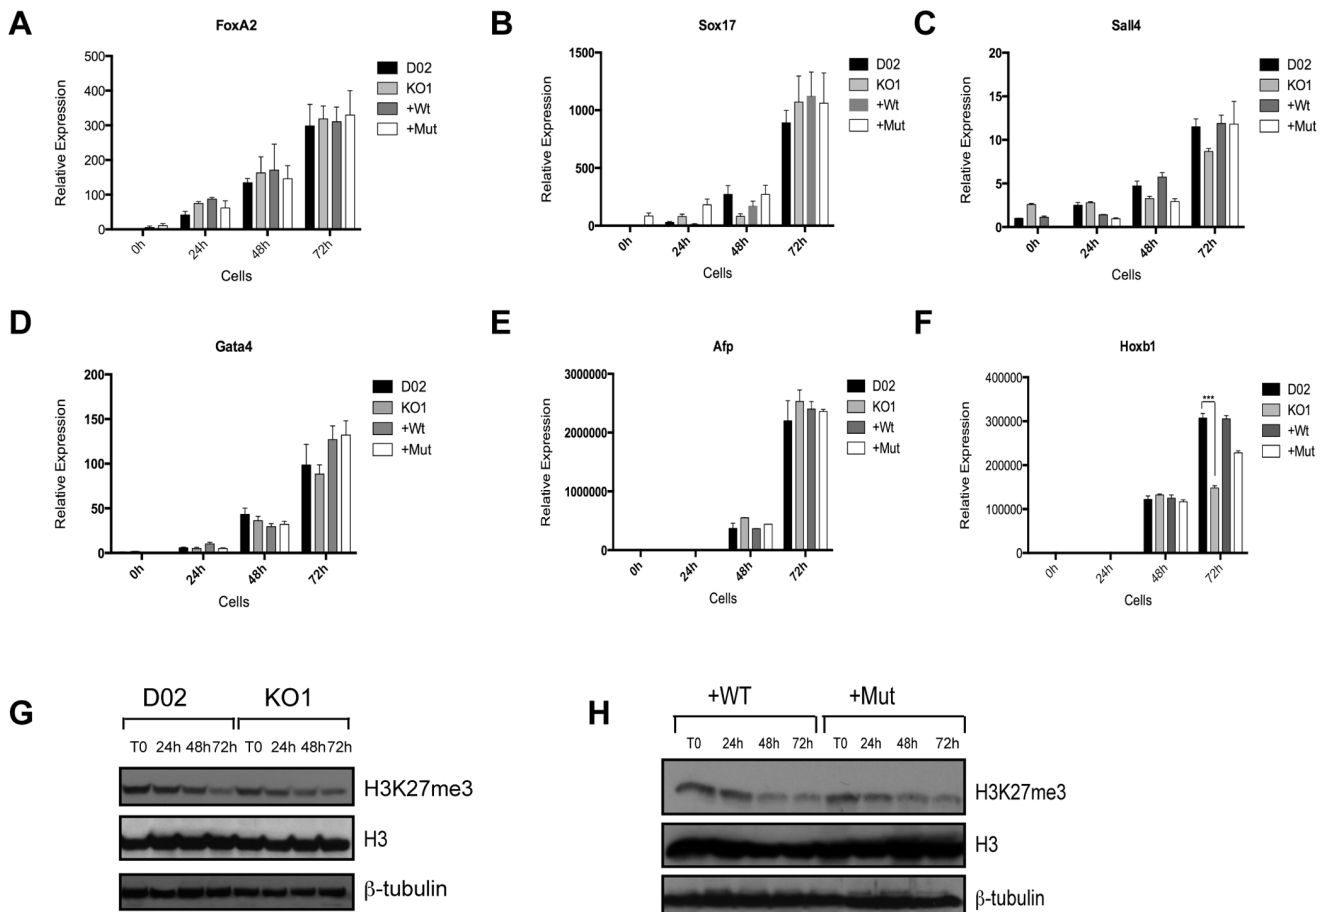 A
FoxA2
Relative Expression
500
400
300
200
100
0
0h
24h
48h
72h
Cells
D02
KO1
+Wt
+Mut
B
Sox17
Relative Expression
1500
1000
500
0
0h
24h
48h
72h
Cells
D02
KO1
+Wt
+Mut
C
Sall4
Relative Expression
20
15
10
5
0
0h
24h
48h
72h
Cells
D02
KO1
+Wt
+Mut
D
Gata4
Relative Expression
200
150
100
50
0
0h
24h
48h
72h
Cells
D02
KO1
+Wt
+Mut
E
Afp
Relative Expression
3000000
2000000
1000000
0
0h
24h
48h
72h
Cells
D02
KO1
+Wt
+Mut
F
Hoxb1
Relative Expression
400000
300000
200000
100000
0
***
0h
24h
48h
72h
Cells
D02
KO1
+Wt
+Mut
G
D02 KO1
T0 24h 48h 72h T0 24h 48h 72h
H3K27me3
H3
β-tubulin
H
+WT +Mut
T0 24h 48h 72h T0 24h 48h 72h
H3K27me3
H3
β-tubulin